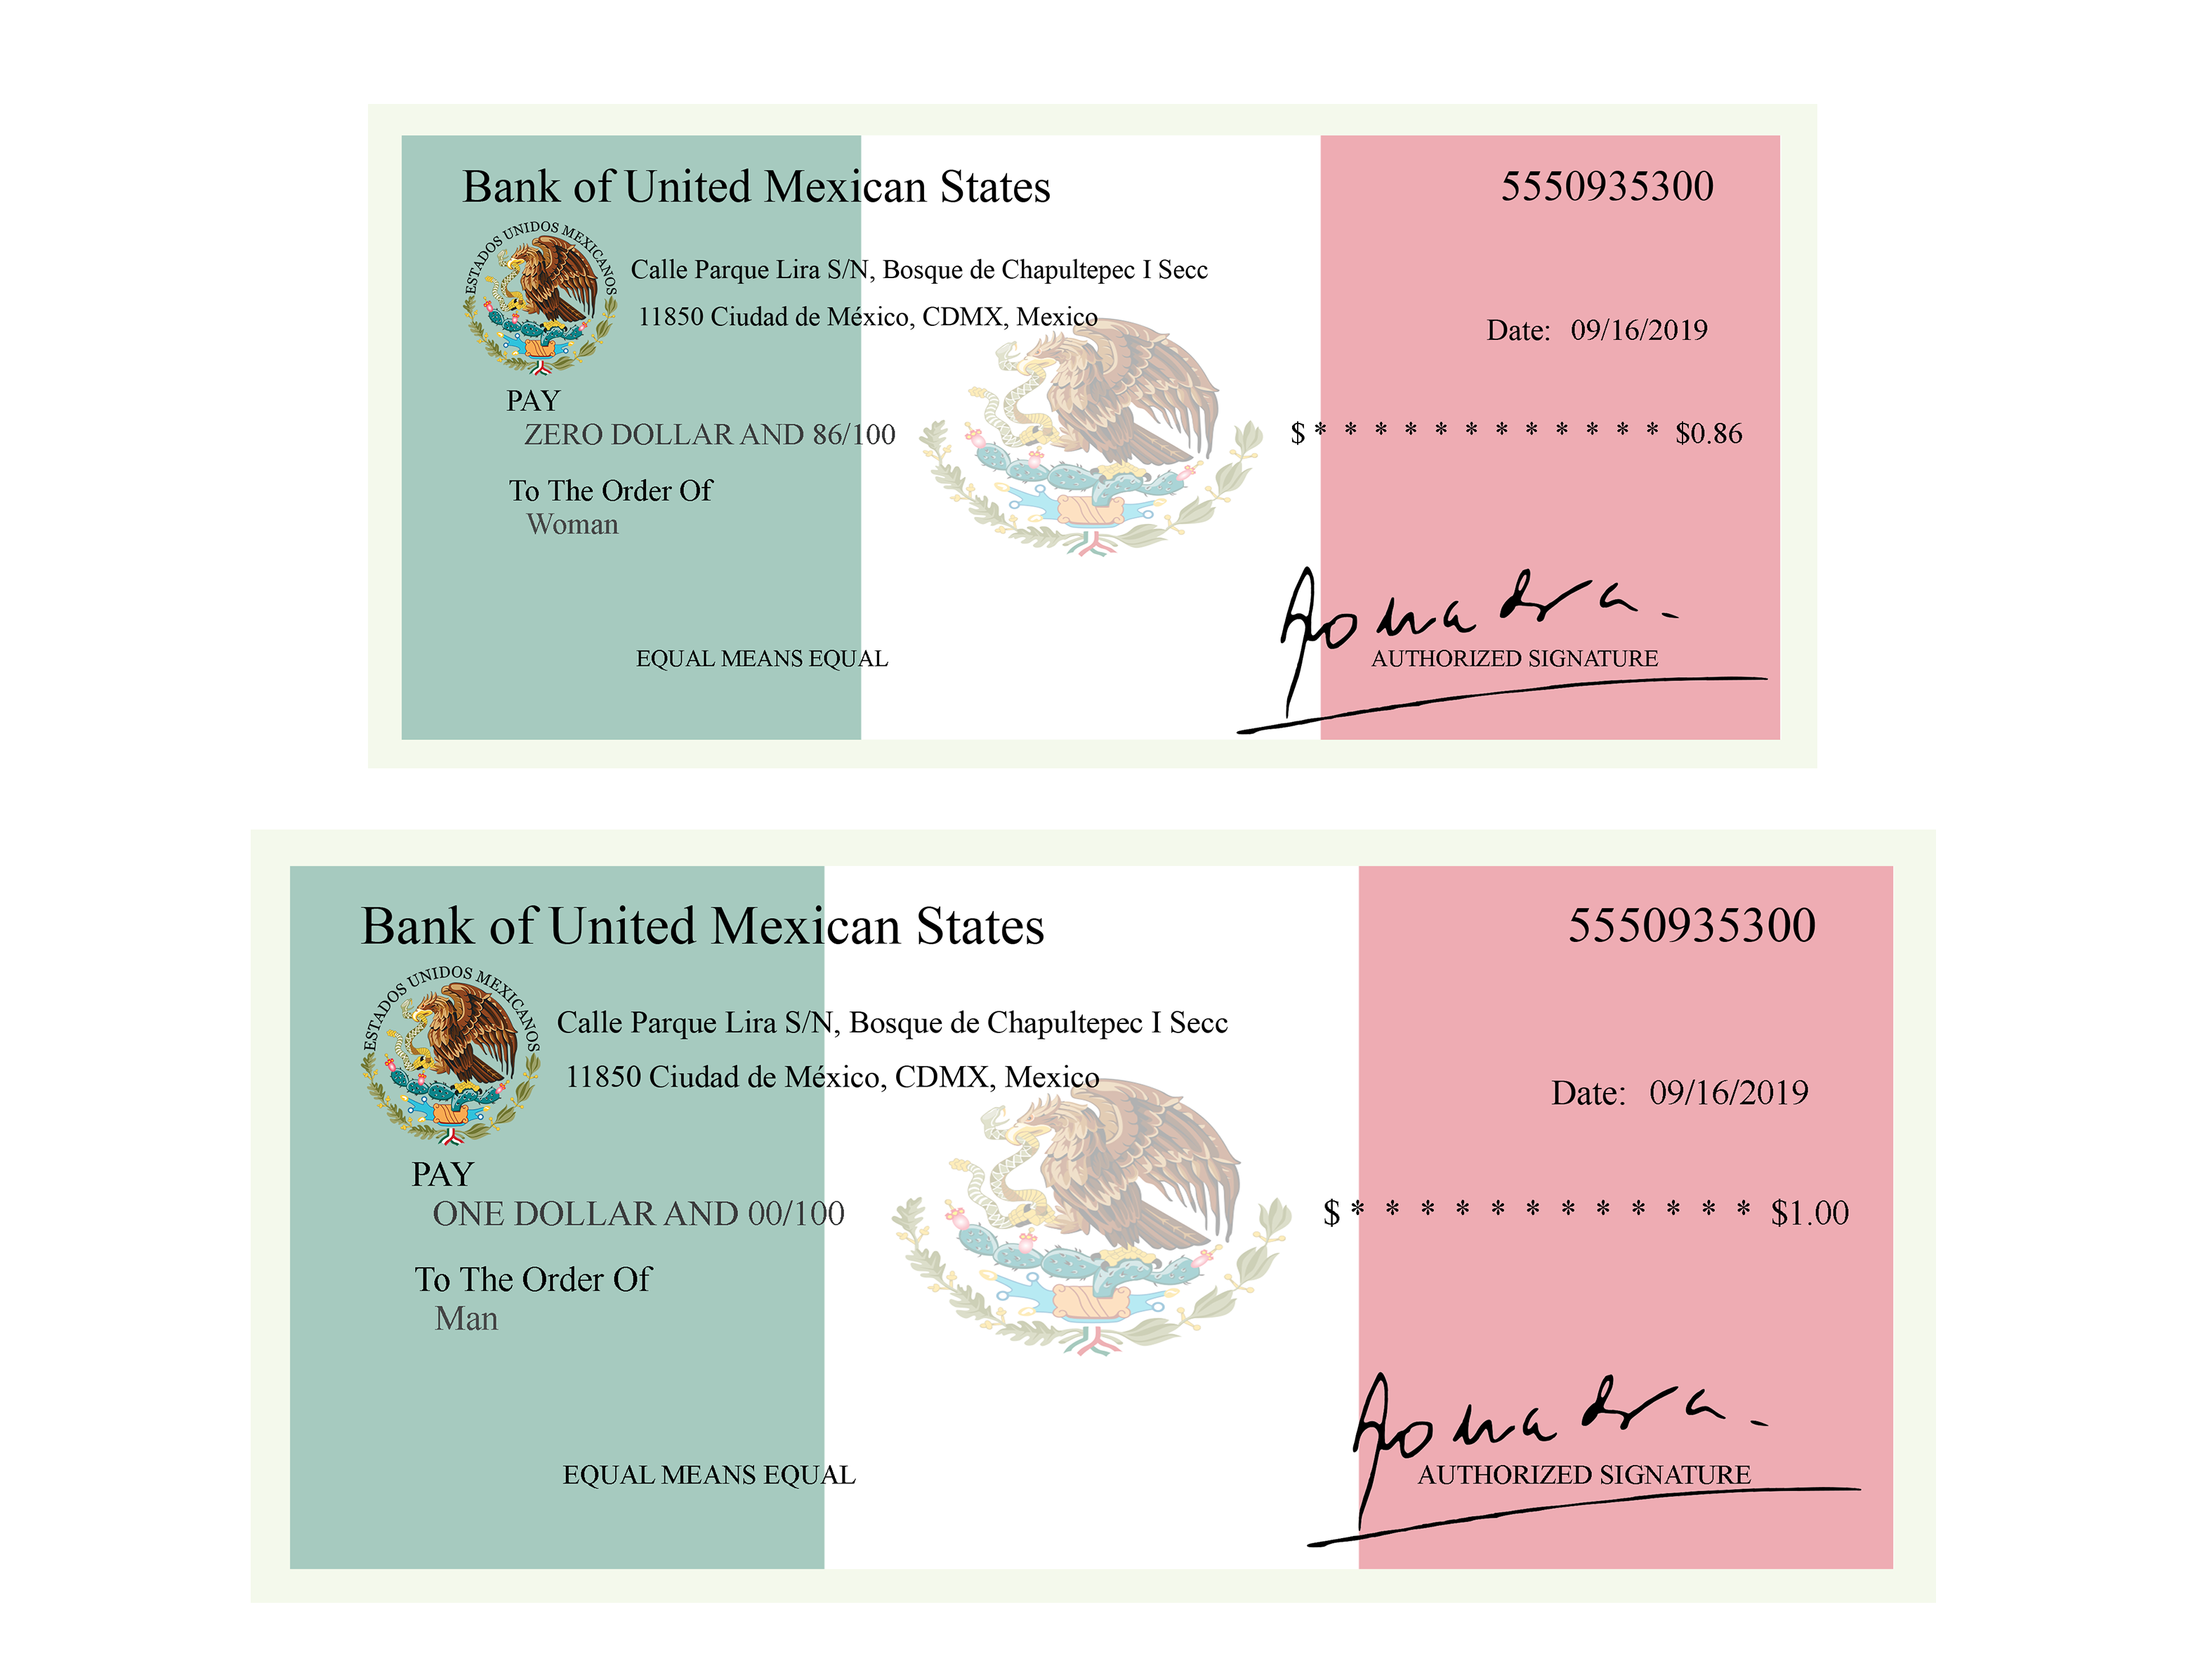 Bank of United Mexican States 5550935300
ESTADOS UNIDOS MEXICANOS
Calle Parque Lira S/N, Bosque de Chapultepec I Secc
11850 Ciudad de México, CDMX, Mexico
Date: 09/16/2019
PAY
ZERO DOLLAR AND 86/100 $ * * * * * * * * * * * * $0.86
To The Order Of
Woman
EQUAL MEANS EQUAL AUTHORIZED SIGNATURE
Bank of United Mexican States 5550935300
ESTADOS UNIDOS MEXICANOS
Calle Parque Lira S/N, Bosque de Chapultepec I Secc
11850 Ciudad de México, CDMX, Mexico
Date: 09/16/2019
PAY
ONE DOLLAR AND 00/100 $ * * * * * * * * * * * * $1.00
To The Order Of
Man
EQUAL MEANS EQUAL AUTHORIZED SIGNATURE